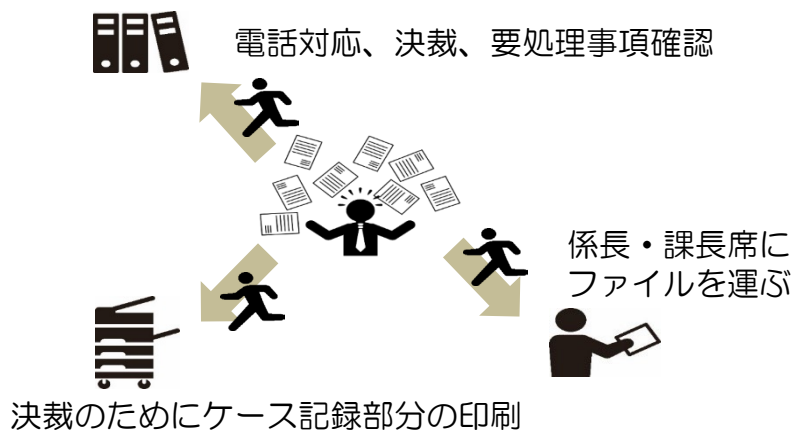 電話対応、決裁、要処理事項確認
係長・課長席に
ファイルを運ぶ
決裁のためにケース記録部分の印刷